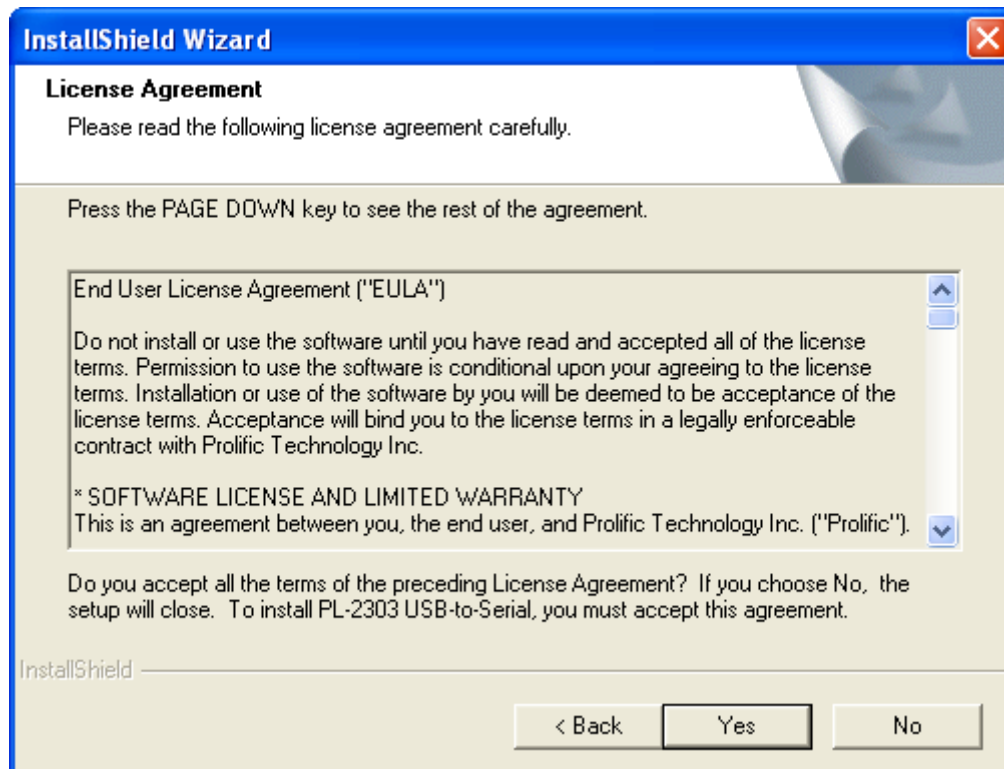 InstallShield Wizard
License Agreement
Please read the following license agreement carefully.
Press the PAGE DOWN key to see the rest of the agreement.
End User License Agreement ("EULA")
Do not install or use the software until you have read and accepted all of the license
terms. Permission to use the software is conditional upon your agreeing to the license
terms. Installation or use of the software by you will be deemed to be acceptance of the
license terms. Acceptance will bind you to the license terms in a legally enforceable
contract with Prolific Technology Inc.
* SOFTWARE LICENSE AND LIMITED WARRANTY
This is an agreement between you, the end user, and Prolific Technology Inc. ("Prolific").
Do you accept all the terms of the preceding License Agreement? If you choose No, the
setup will close. To install PL-2303 USB-to-Serial, you must accept this agreement.
InstallShield
< Back Yes No